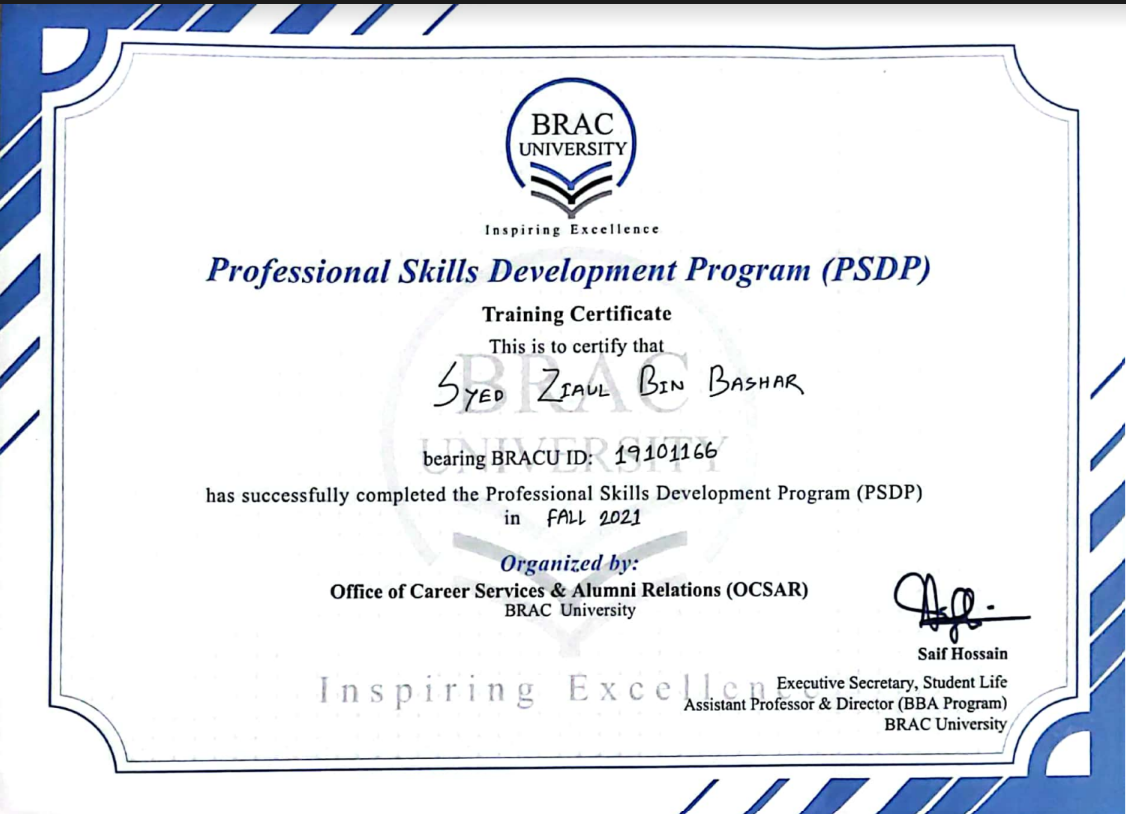 BRAC
UNIVERSITY
Inspiring Excellence
Professional Skills Development Program (PSDP)
Training Certificate
This is to certify that
SYED ZIAUL BIN BASHAR
bearing BRACU ID: 19101166
has successfully completed the Professional Skills Development Program (PSDP)
in FALL 2021
Organized by:
Office of Career Services & Alumni Relations (OCSAR)
BRAC University
Saif Hossain
Executive Secretary, Student Life
Assistant Professor & Director (BBA Program)
BRAC University
BRAC
UNIVERSITY
Inspiring Excellence